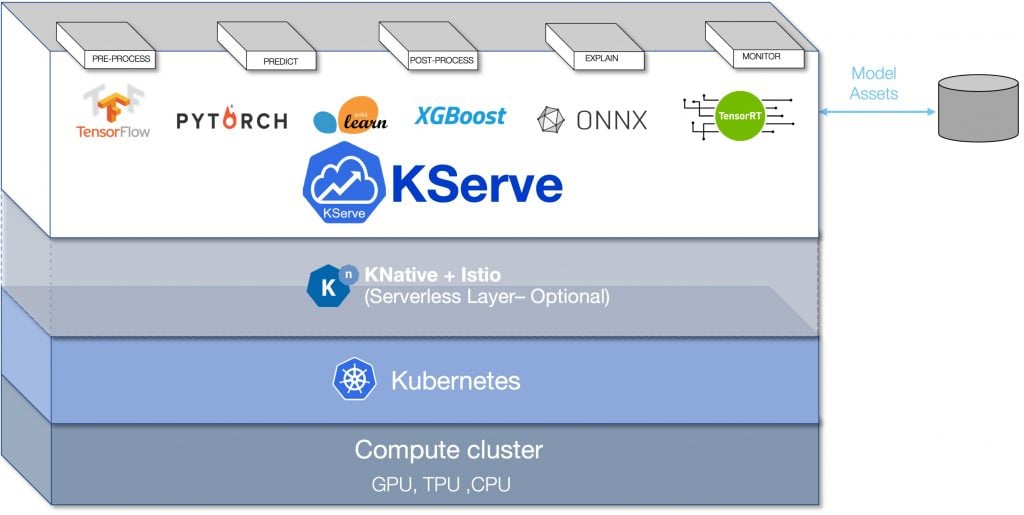 PRE-PROCESS
PREDICT
POST-PROCESS
EXPLAIN
MONITOR
TensorFlow
PYTORCH
learn
XGBoost
ONNX
TensorRT
Model
Assets
KServe
KServe
K
n
KNative + Istio
(Serverless Layer– Optional)
Kubernetes
Compute cluster
GPU, TPU ,CPU